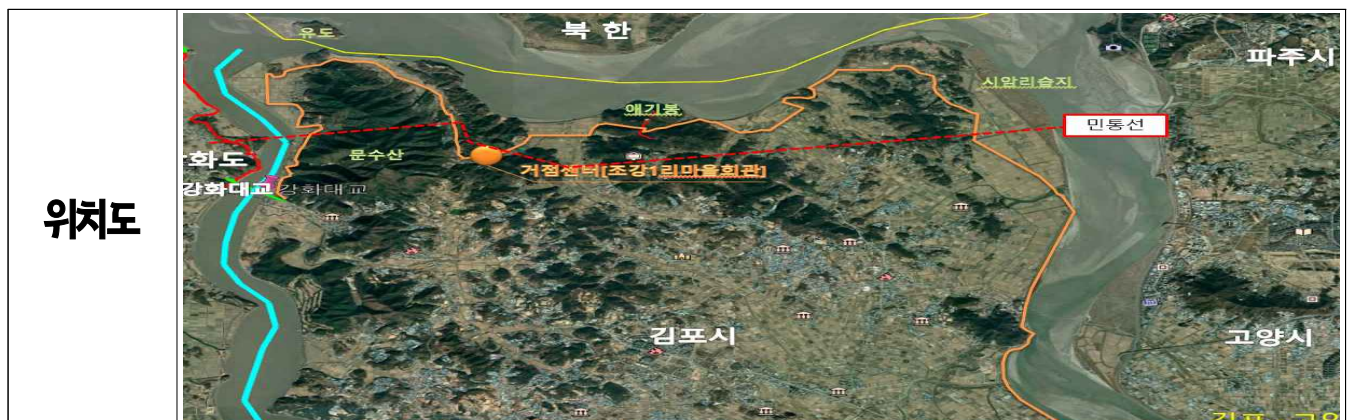 위치도
북 한
유도
파주시
시암리습지
애기봉
민통선
문수산
화도
거점센터[조강1리마을회관]
강화대교 강화대교
김포시
고양시